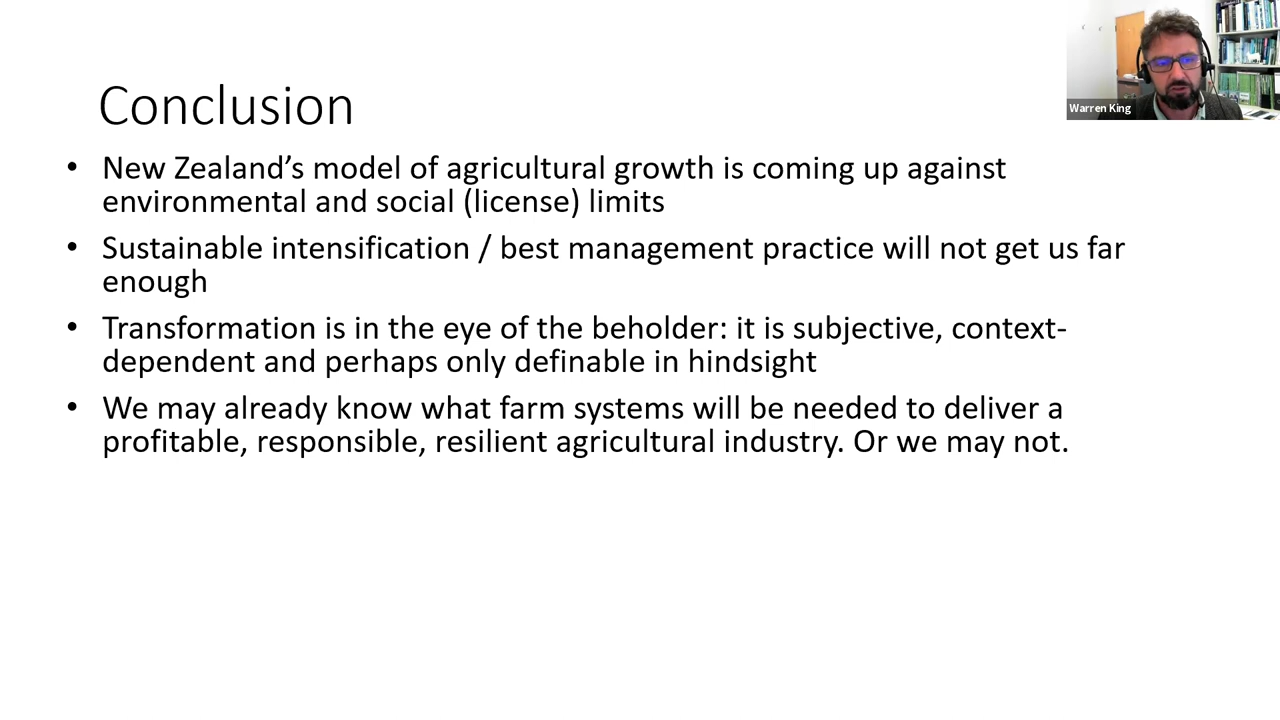 Warren King
Conclusion
• New Zealand’s model of agricultural growth is coming up against
environmental and social (license) limits
• Sustainable intensification / best management practice will not get us far
enough
• Transformation is in the eye of the beholder: it is subjective, context-
dependent and perhaps only definable in hindsight
• We may already know what farm systems will be needed to deliver a
profitable, responsible, resilient agricultural industry. Or we may not.